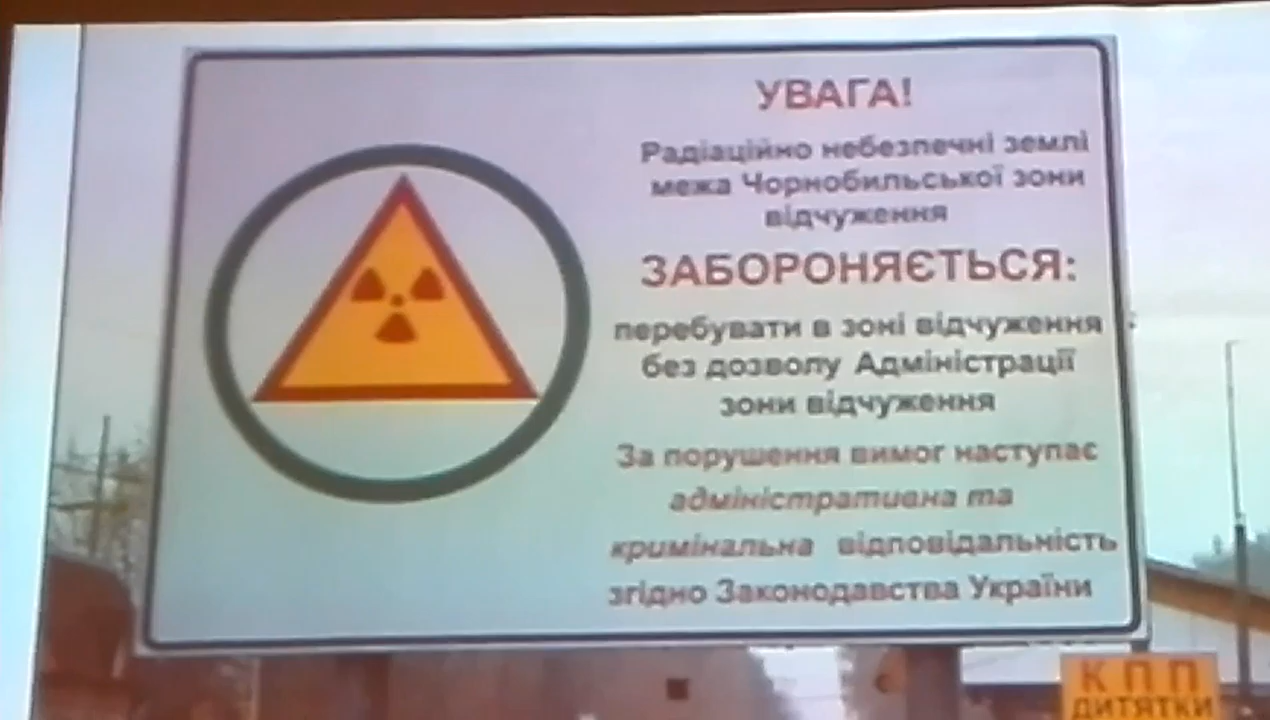 УВАГА!
Радіаційно небезпечні землі
межа Чорнобильської зони
відчуження
ЗАБОРОНЯЄТЬСЯ:
перебувати в зоні відчуження
без дозволу Адміністрації
зони відчуження
За порушення вимог наступає
адміністративна та
кримінальна відповідальність
згідно Законодавства України
КПП
ДИТЯТКИ